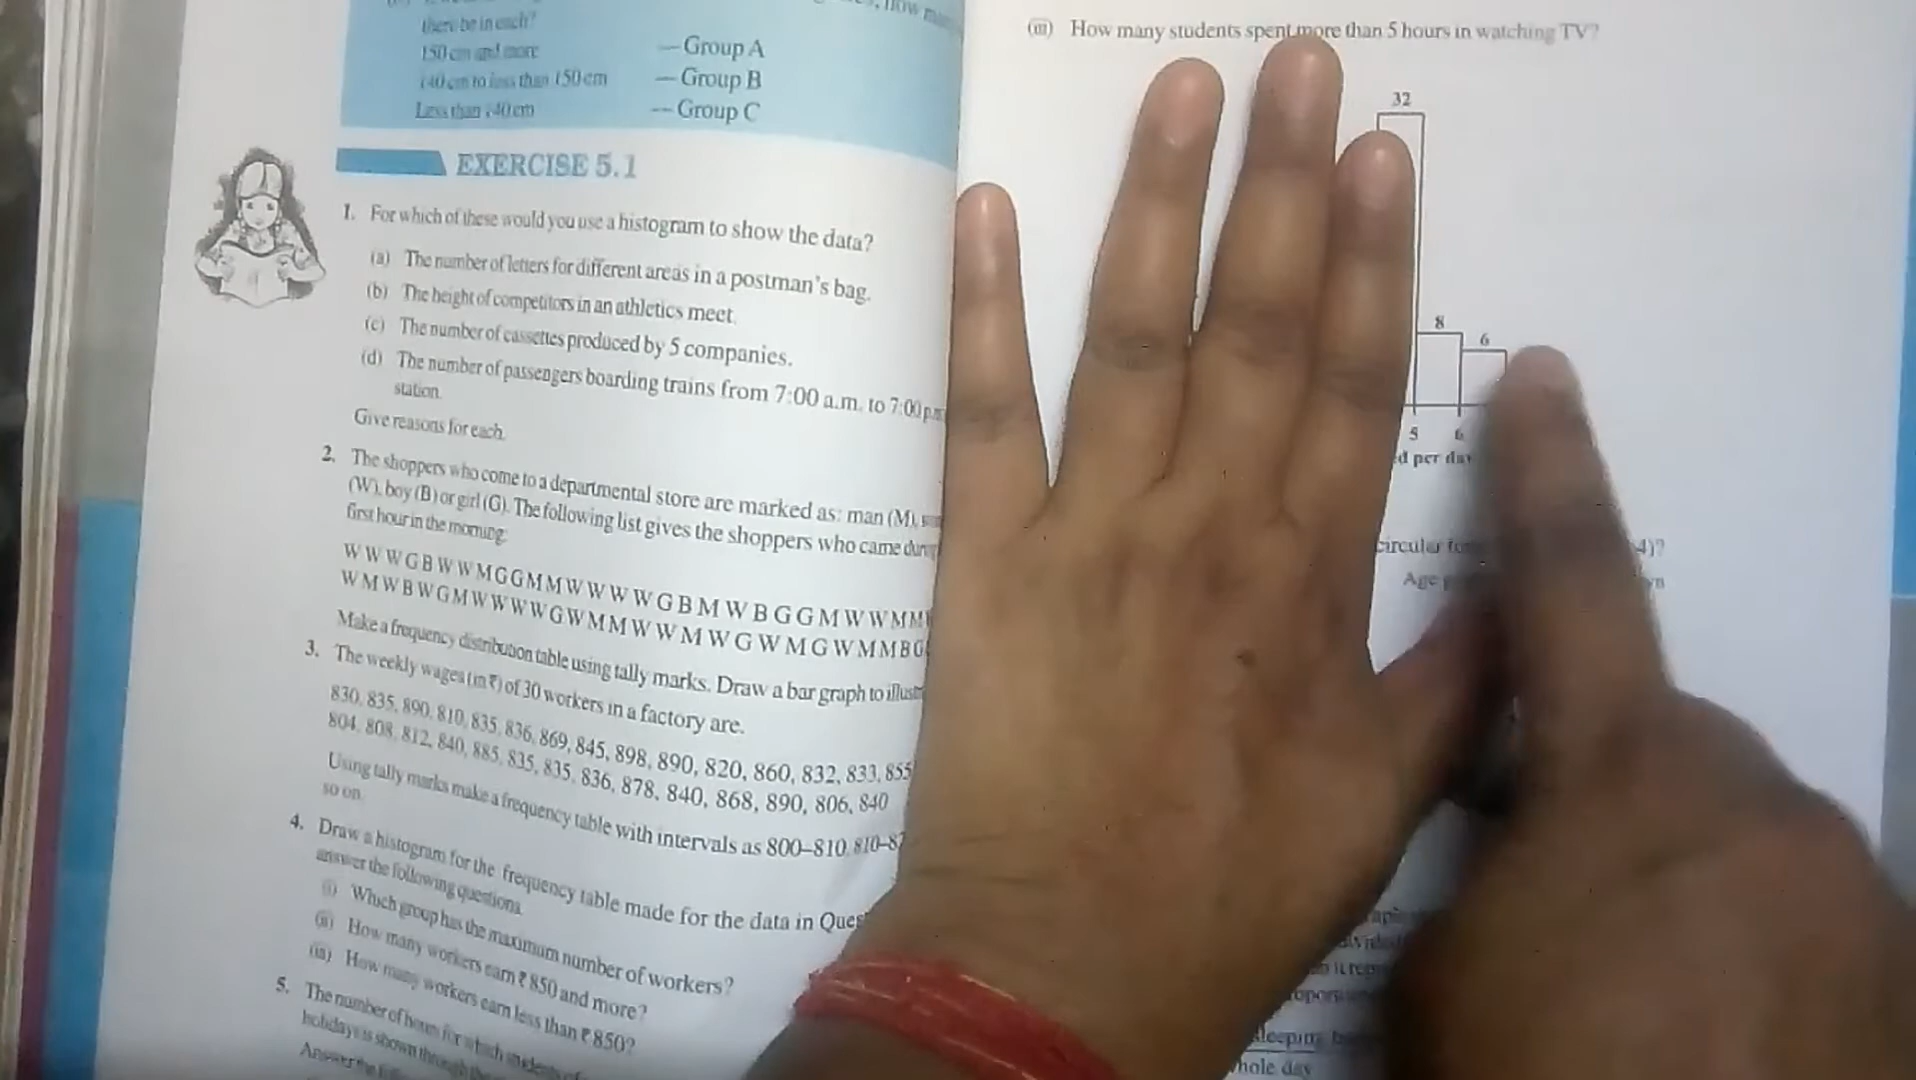 there be in each?
150 cm and more — Group A
140 cm to less than 150 cm — Group B
Less than 140 cm — Group C
EXERCISE 5.1
1. For which of these would you use a histogram to show the data?
(a) The number of letters for different areas in a postman's bag.
(b) The height of competitors in an athletics meet.
(c) The number of cassettes produced by 5 companies.
(d) The number of passengers boarding trains from 7:00 a.m. to 7:00 p.m.
station.
Give reasons for each.
2. The shoppers who come to a departmental store are marked as: man (M),
(W), boy (B) or girl (G). The following list gives the shoppers who came
first hour in the morning:
W W W G B W W M G G M M W W W W G B M W B G G M W W M M
W M W B W G M W W W W G W M M W W M W G W M G W M M B G
Make a frequency distribution table using tally marks. Draw a bar graph to
3. The weekly wages (in ₹) of 30 workers in a factory are.
830, 835, 890, 810, 835, 836, 869, 845, 898, 890, 820, 860, 832, 833, 855
804, 808, 812, 840, 885, 835, 835, 836, 878, 840, 868, 890, 806, 840
Using tally marks make a frequency table with intervals as 800–810, 810–82
so on.
4. Draw a histogram for the frequency table made for the data in
answer the following questions.
(i) Which group has the maximum number of workers?
(ii) How many workers earn ₹ 850 and more?
(iii) How many workers earn less than ₹ 850?
5. The number of hours for which students of
holidays is shown through the
Answer the
(iii) How many students spent more than 5 hours in watching TV?
32
8
6
5 6
d per day
circular 4)?
Age
sleeping
hole day